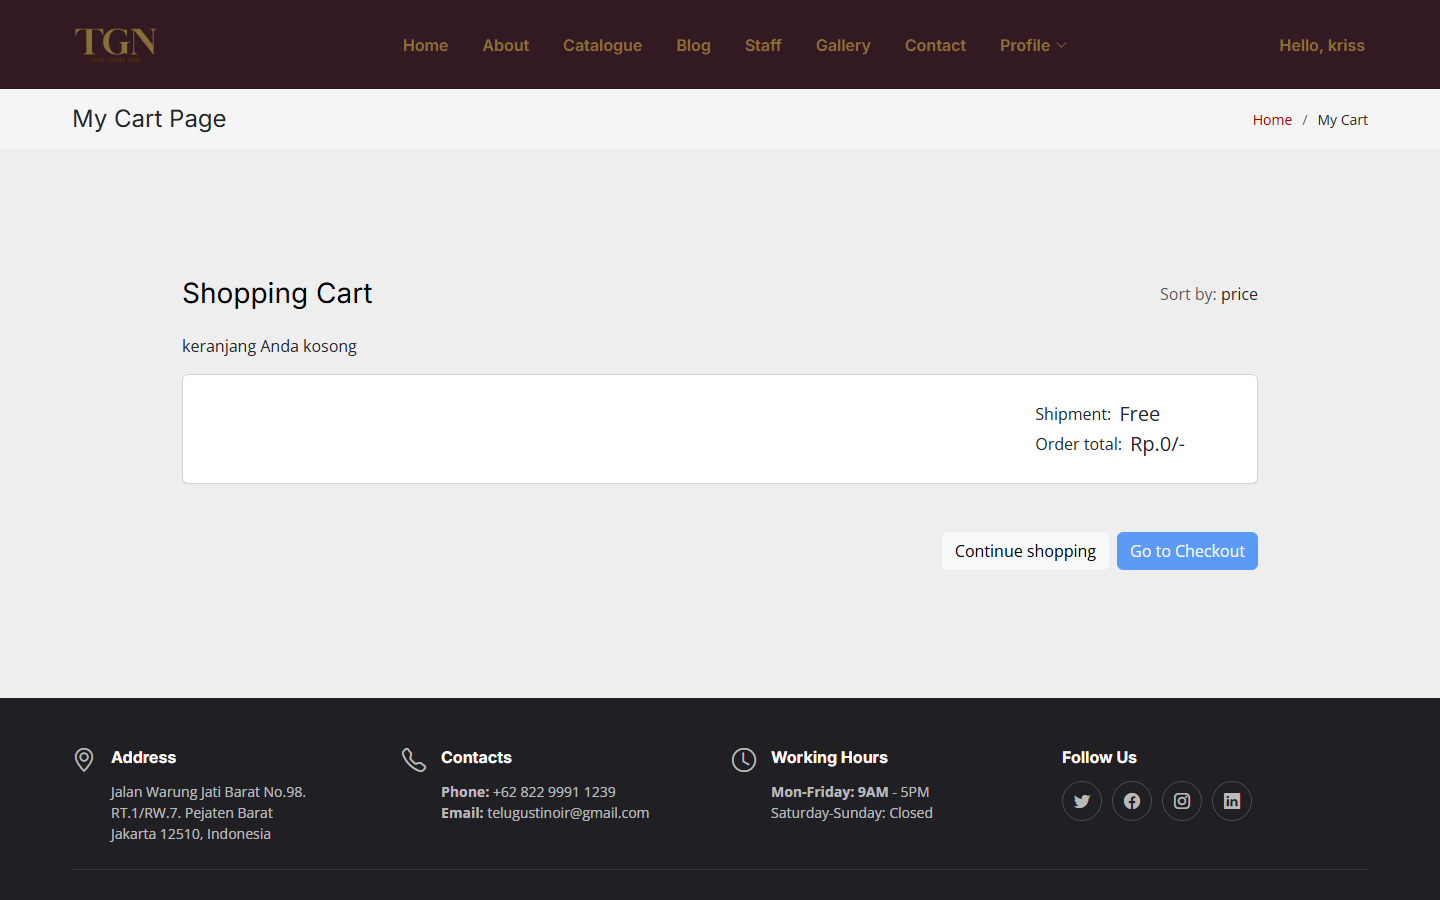 TGN
Home About Catalogue Blog Staff Gallery Contact Profile
Hello, kriss
My Cart Page
Home / My Cart
Shopping Cart
Sort by: price
keranjang Anda kosong
Shipment: Free
Order total: Rp.0/-
Continue shopping
Go to Checkout
Address
Jalan Warung Jati Barat No.98.
RT.1/RW.7. Pejaten Barat
Jakarta 12510, Indonesia
Contacts
Phone: +62 822 9991 1239
Email: telugustinoir@gmail.com
Working Hours
Mon-Friday: 9AM - 5PM
Saturday-Sunday: Closed
Follow Us